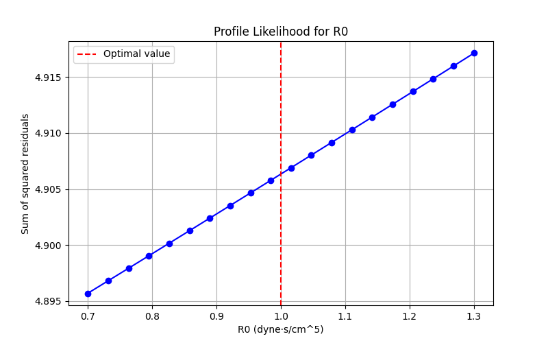 Profile Likelihood for R0
Optimal value
Sum of squared residuals
4.915
4.910
4.905
4.900
4.895
0.7 0.8 0.9 1.0 1.1 1.2 1.3
R0 (dyne·s/cm^5)